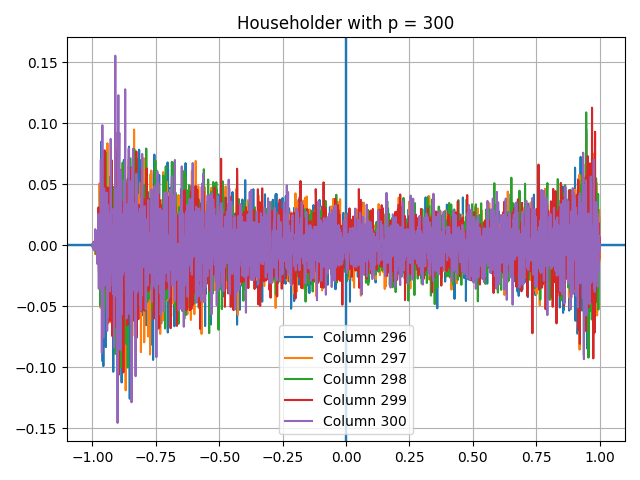 Householder with p = 300
0.15
0.10
0.05
0.00
−0.05
−0.10
−0.15
Column 296
Column 297
Column 298
Column 299
Column 300
−1.00 −0.75 −0.50 −0.25 0.00 0.25 0.50 0.75 1.00